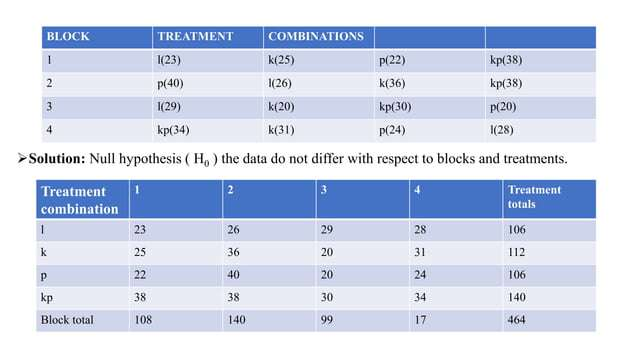 BLOCK TREATMENT COMBINATIONS
1 l(23) k(25) p(22) kp(38)
2 p(40) l(26) k(36) kp(38)
3 l(29) k(20) kp(30) p(20)
4 kp(34) k(31) p(24) l(28)
➢Solution: Null hypothesis ( H₀ ) the data do not differ with respect to blocks and treatments.
Treatment combination 1 2 3 4 Treatment totals
l 23 26 29 28 106
k 25 36 20 31 112
p 22 40 20 24 106
kp 38 38 30 34 140
Block total 108 140 99 17 464